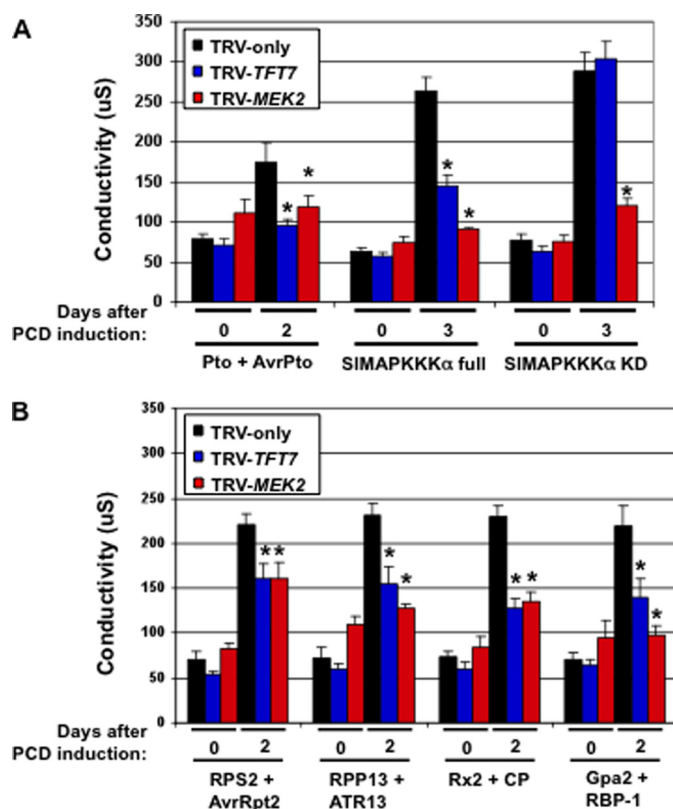 A
350
300
250
200
150
100
50
0
Conductivity (uS)
TRV-only
TRV-TFT7
TRV-MEK2
*
*
*
*
*
Days after
PCD induction:
0 2 0 3 0 3
Pto + AvrPto SlMAPKKKα full SlMAPKKKα KD
B
350
300
250
200
150
100
50
0
Conductivity (uS)
TRV-only
TRV-TFT7
TRV-MEK2
* *
*
*
* *
*
*
Days after
PCD induction:
0 2 0 2 0 2 0 2
RPS2 + RPP13 + Rx2 + CP Gpa2 +
AvrRpt2 ATR13 RBP-1